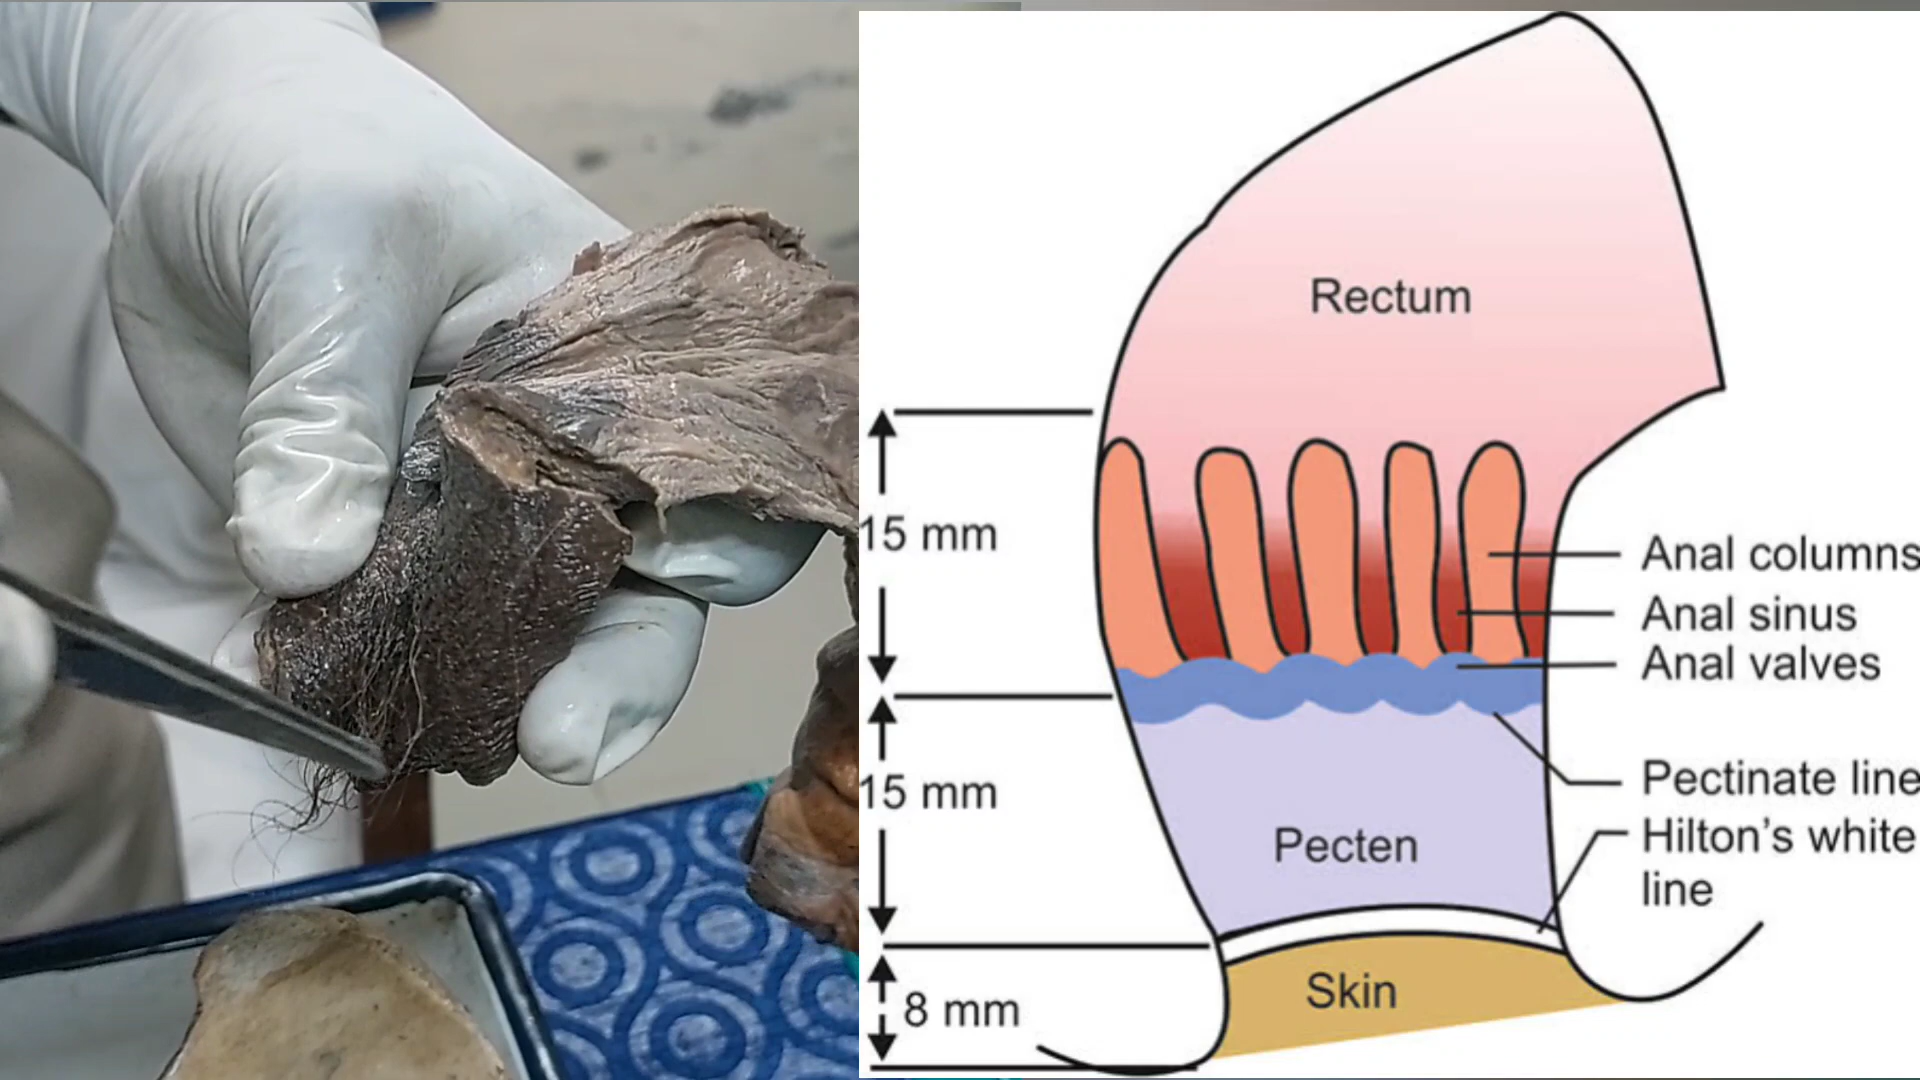 Rectum
15 mm
Anal columns
Anal sinus
Anal valves
Pectinate line
15 mm
Hilton's white
line
Pecten
Skin
8 mm